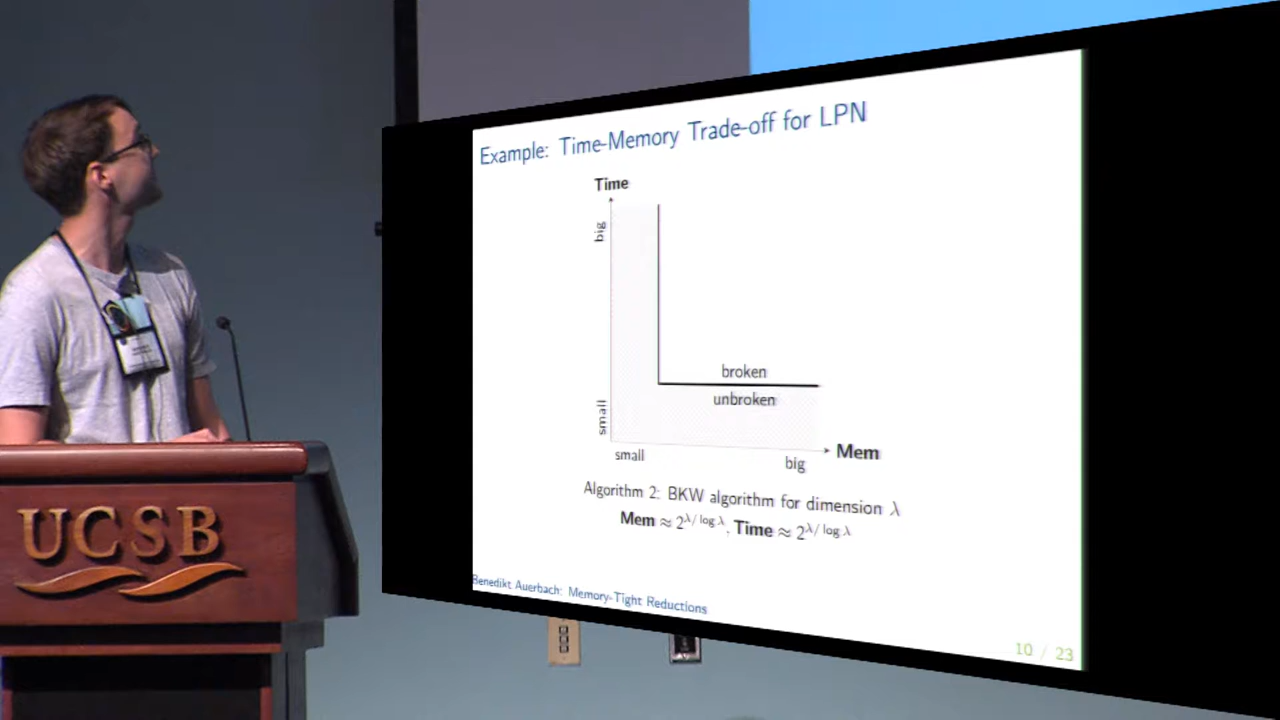 Example: Time-Memory Trade-off for LPN
Time
big
broken
unbroken
small
small
big
Mem
Algorithm 2: BKW algorithm for dimension λ
Mem ≈ 2^{λ/ log λ}, Time ≈ 2^{λ/ log λ}
Benedikt Auerbach: Memory-Tight Reductions
10 / 23
UCSB